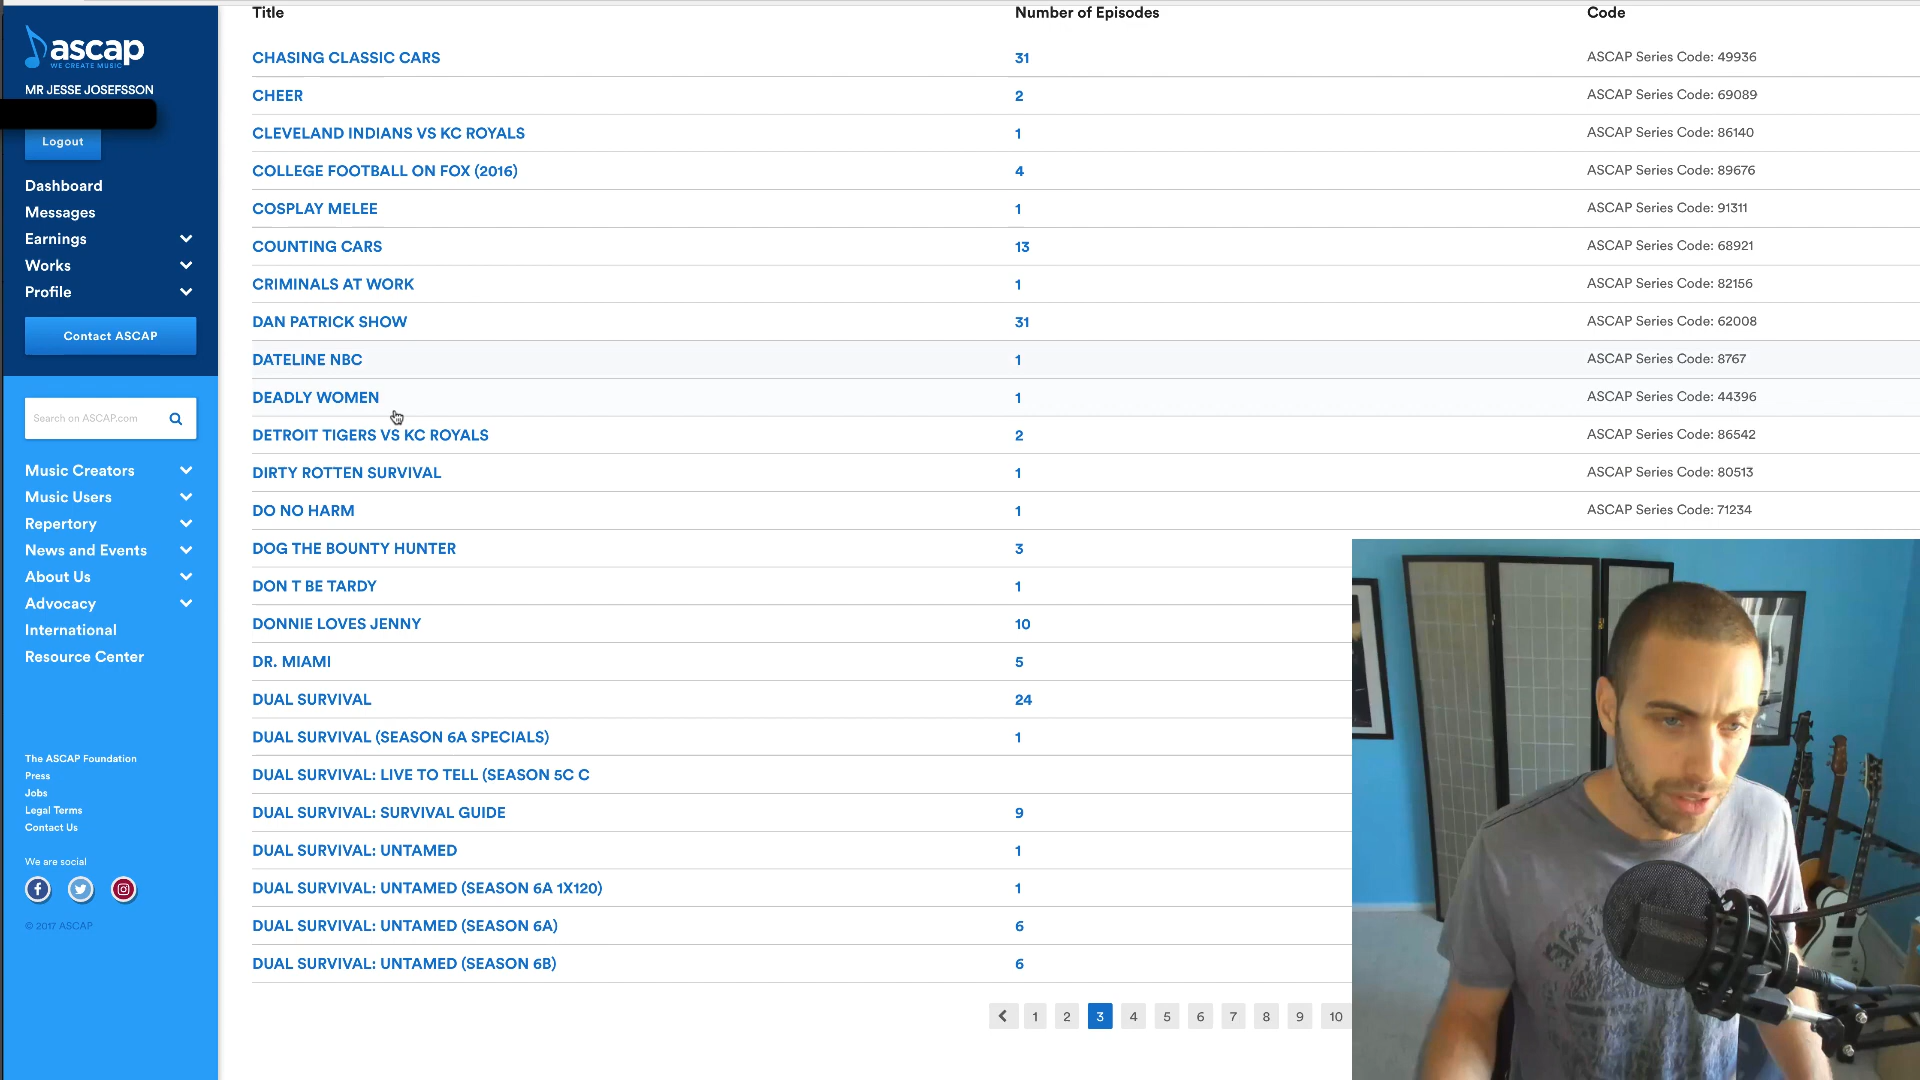 ascap
WE CREATE MUSIC
MR JESSE JOSEFSSON
Logout
Dashboard
Messages
Earnings
Works
Profile
Contact ASCAP
Search on ASCAP.com
Music Creators
Music Users
Repertory
News and Events
About Us
Advocacy
International
Resource Center
The ASCAP Foundation
Press
Jobs
Legal Terms
Contact Us
We are social
© 2017 ASCAP
Title Number of Episodes Code
CHASING CLASSIC CARS 31 ASCAP Series Code: 49936
CHEER 2 ASCAP Series Code: 69089
CLEVELAND INDIANS VS KC ROYALS 1 ASCAP Series Code: 86140
COLLEGE FOOTBALL ON FOX (2016) 4 ASCAP Series Code: 89676
COSPLAY MELEE 1 ASCAP Series Code: 91311
COUNTING CARS 13 ASCAP Series Code: 68921
CRIMINALS AT WORK 1 ASCAP Series Code: 82156
DAN PATRICK SHOW 31 ASCAP Series Code: 62008
DATELINE NBC 1 ASCAP Series Code: 8767
DEADLY WOMEN 1 ASCAP Series Code: 44396
DETROIT TIGERS VS KC ROYALS 2 ASCAP Series Code: 86542
DIRTY ROTTEN SURVIVAL 1 ASCAP Series Code: 80513
DO NO HARM 1 ASCAP Series Code: 71234
DOG THE BOUNTY HUNTER 3
DON T BE TARDY 1
DONNIE LOVES JENNY 10
DR. MIAMI 5
DUAL SURVIVAL 24
DUAL SURVIVAL (SEASON 6A SPECIALS) 1
DUAL SURVIVAL: LIVE TO TELL (SEASON 5C C
DUAL SURVIVAL: SURVIVAL GUIDE 9
DUAL SURVIVAL: UNTAMED 1
DUAL SURVIVAL: UNTAMED (SEASON 6A 1X120) 1
DUAL SURVIVAL: UNTAMED (SEASON 6A) 6
DUAL SURVIVAL: UNTAMED (SEASON 6B) 6
1 2 3 4 5 6 7 8 9 10